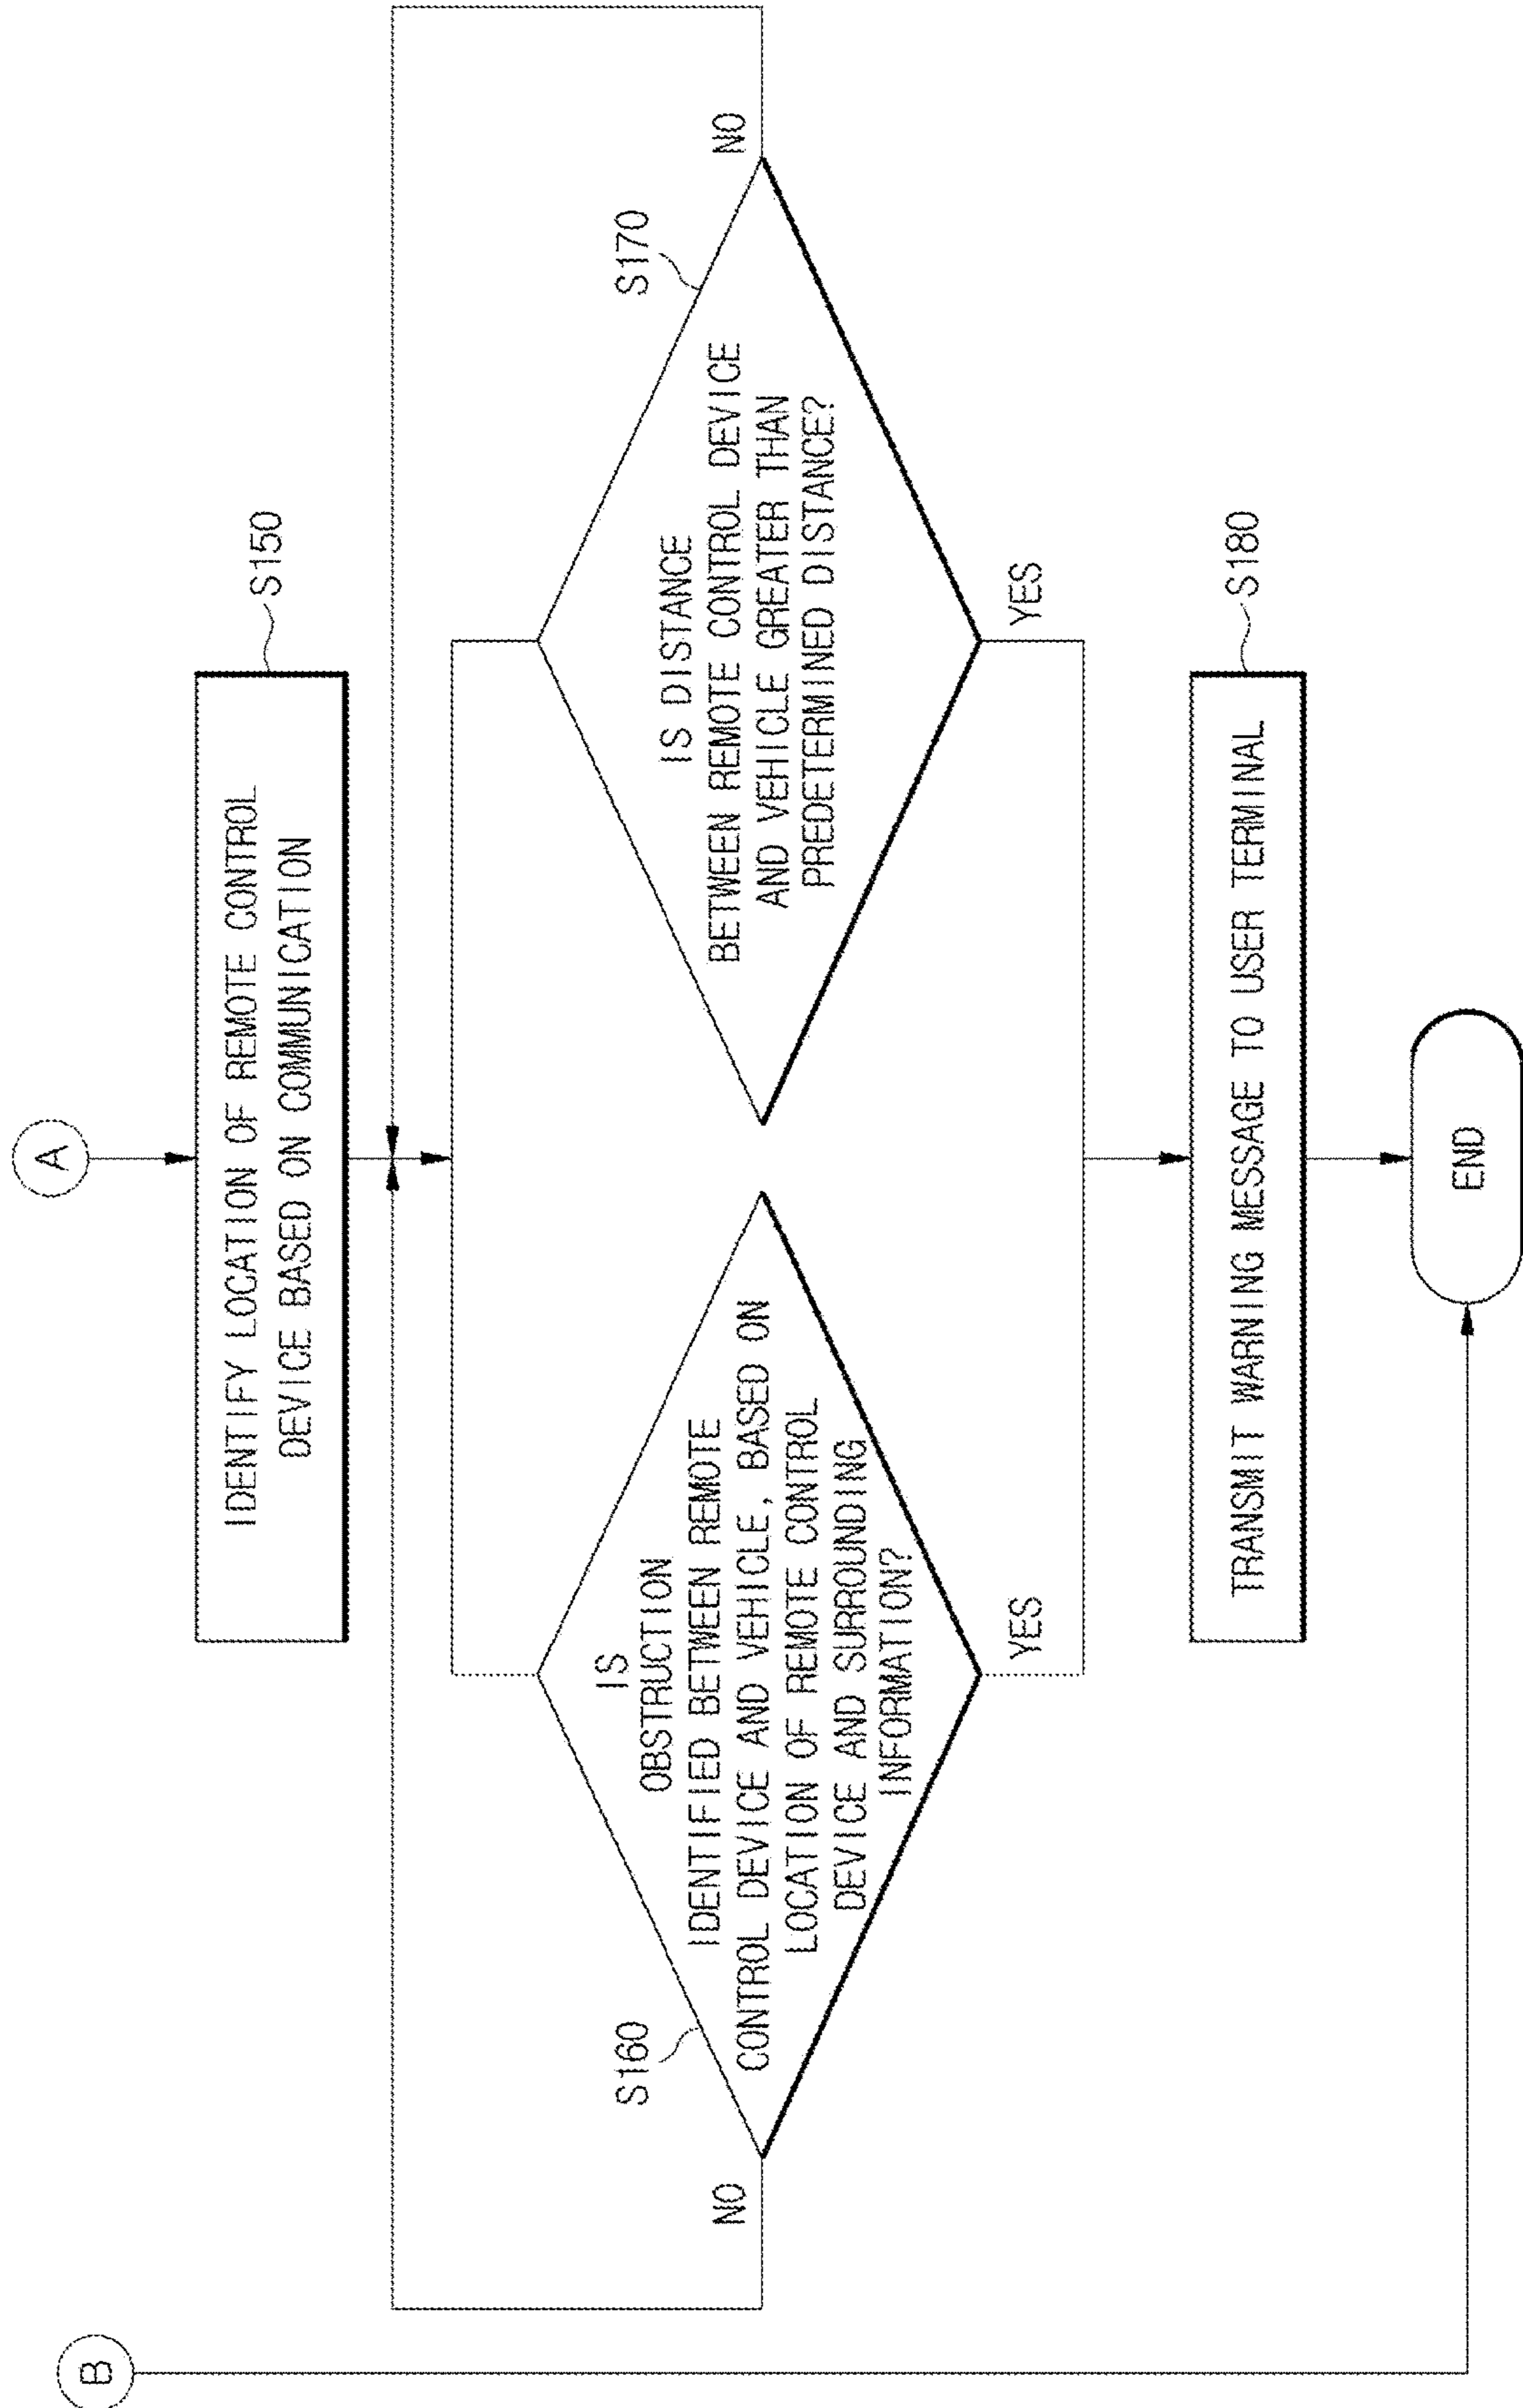 B
A
IDENTIFY LOCATION OF REMOTE CONTROL
DEVICE BASED ON COMMUNICATION
S150
S160
IS
OBSTRUCTION
IDENTIFIED BETWEEN REMOTE
CONTROL DEVICE AND VEHICLE, BASED ON
LOCATION OF REMOTE CONTROL
DEVICE AND SURROUNDING
INFORMATION?
NO
YES
S170
IS DISTANCE
BETWEEN REMOTE CONTROL DEVICE
AND VEHICLE GREATER THAN
PREDETERMINED DISTANCE?
NO
YES
TRANSMIT WARNING MESSAGE TO USER TERMINAL
S180
END